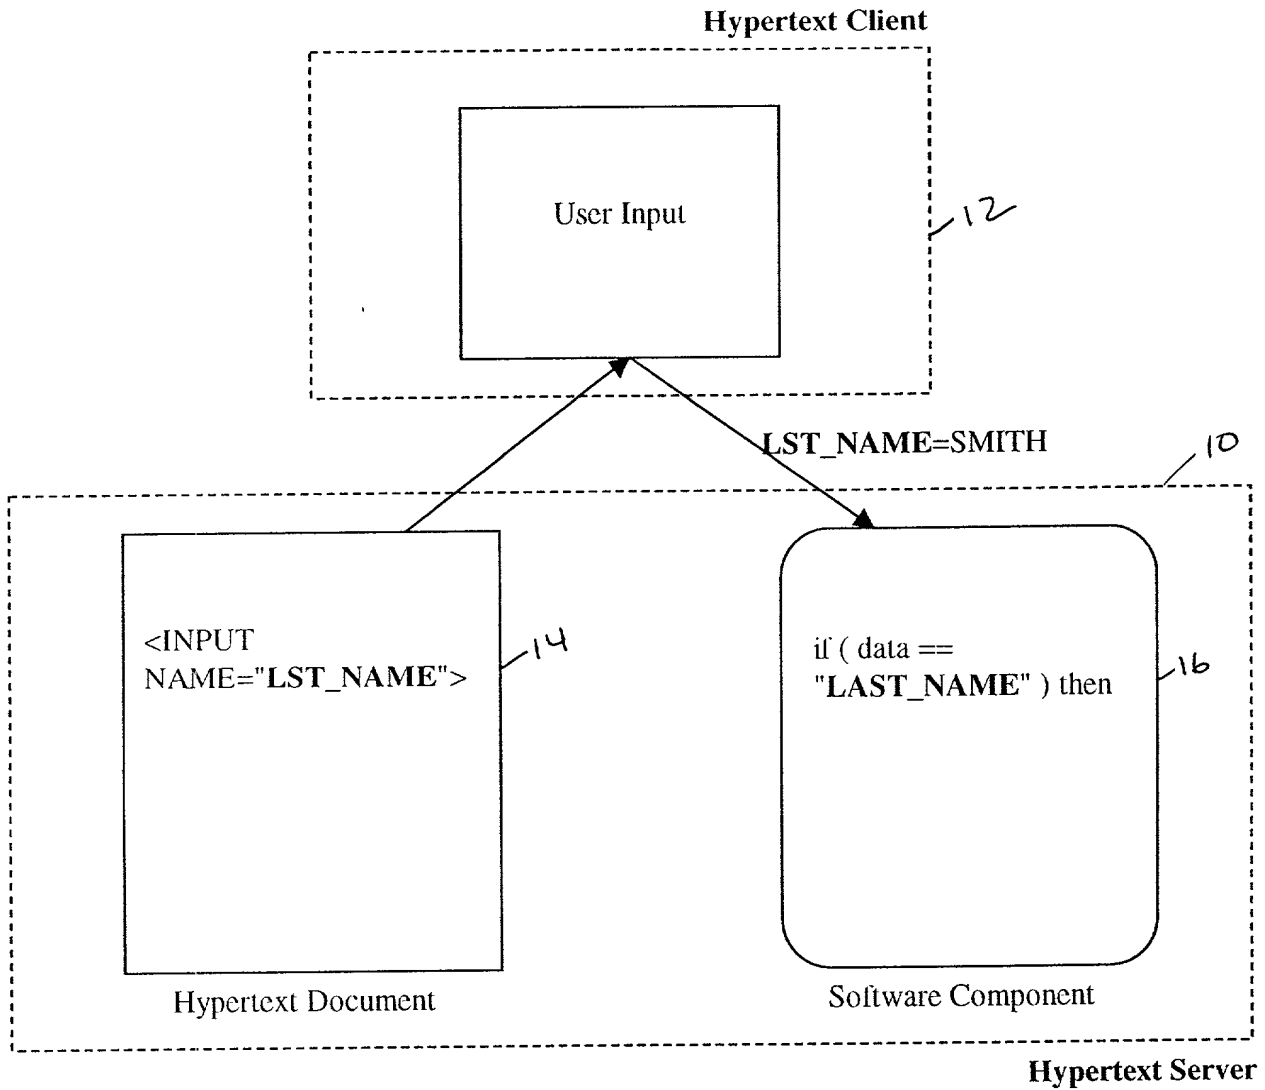 Hypertext Client
User Input
12
LST_NAME=SMITH
10
<INPUT
NAME="LST_NAME">
14
if ( data ==
"LAST_NAME" ) then
16
Hypertext Document
Software Component
Hypertext Server